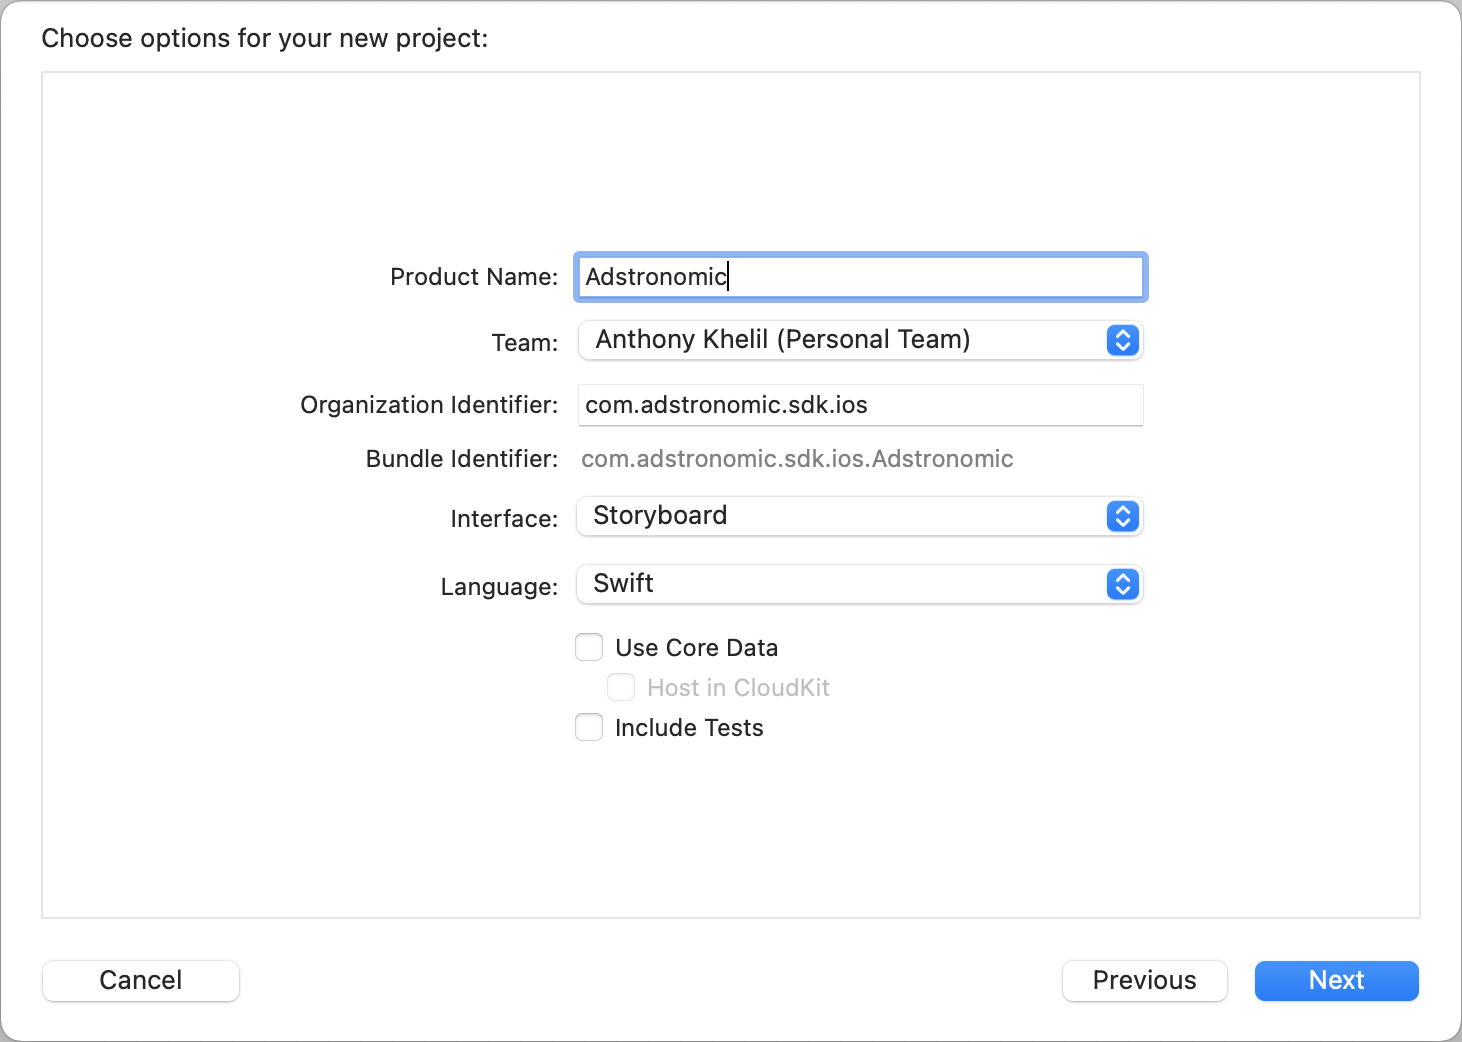 Choose options for your new project:
Product Name: Adstronomic
Team: Anthony Khelil (Personal Team)
Organization Identifier: com.adstronomic.sdk.ios
Bundle Identifier: com.adstronomic.sdk.ios.Adstronomic
Interface: Storyboard
Language: Swift
Use Core Data
Host in CloudKit
Include Tests
Cancel Previous Next